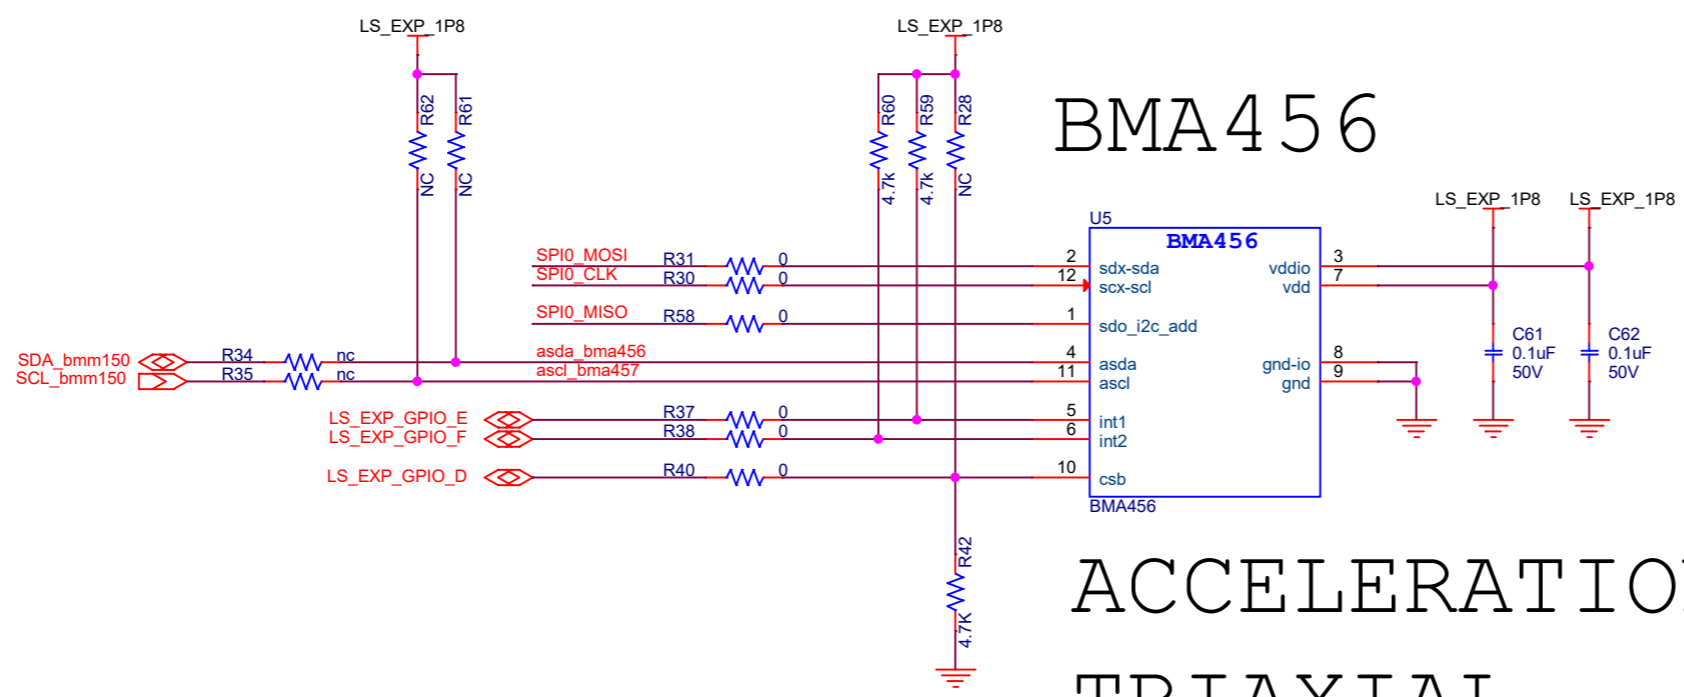 LS_EXP_1P8
LS_EXP_1P8
R62
R61
R60
R59
R28
NC
NC
4.7k
4.7k
NC
BMA456
LS_EXP_1P8
LS_EXP_1P8
U5
BMA456
SPI0_MOSI R31 0 2 sdx-sda vddio 3
SPI0_CLK R30 0 12 scx-scl vdd 7
SPI0_MISO R58 0 1 sdo_i2c_add
SDA_bmm150 R34 nc asda_bma456 4 asda gnd-io 8
SCL_bmm150 R35 nc ascl_bma457 11 ascl gnd 9
C61
0.1uF
50V
C62
0.1uF
50V
LS_EXP_GPIO_E R37 0 5 int1
LS_EXP_GPIO_F R38 0 6 int2
LS_EXP_GPIO_D R40 0 10 csb
BMA456
R42
4.7K
ACCELERATIO
TRIAXIAL